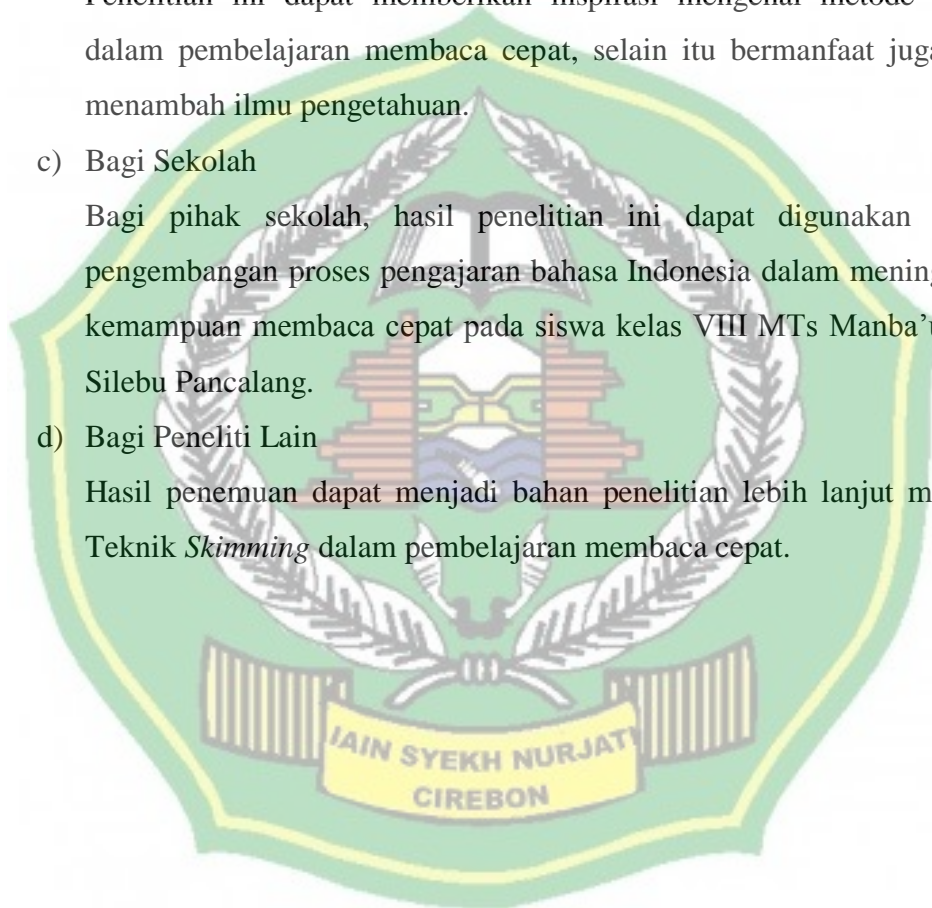 Penelitian ini dapat memberikan inspirasi mengenai metode
dalam pembelajaran membaca cepat, selain itu bermanfaat juga
menambah ilmu pengetahuan.
c) Bagi Sekolah
Bagi pihak sekolah, hasil penelitian ini dapat digunakan
pengembangan proses pengajaran bahasa Indonesia dalam mening
kemampuan membaca cepat pada siswa kelas VIII MTs Manba’u
Silebu Pancalang.
d) Bagi Peneliti Lain
Hasil penemuan dapat menjadi bahan penelitian lebih lanjut m
Teknik Skimming dalam pembelajaran membaca cepat.
IAIN SYEKH NURJATI
CIREBON